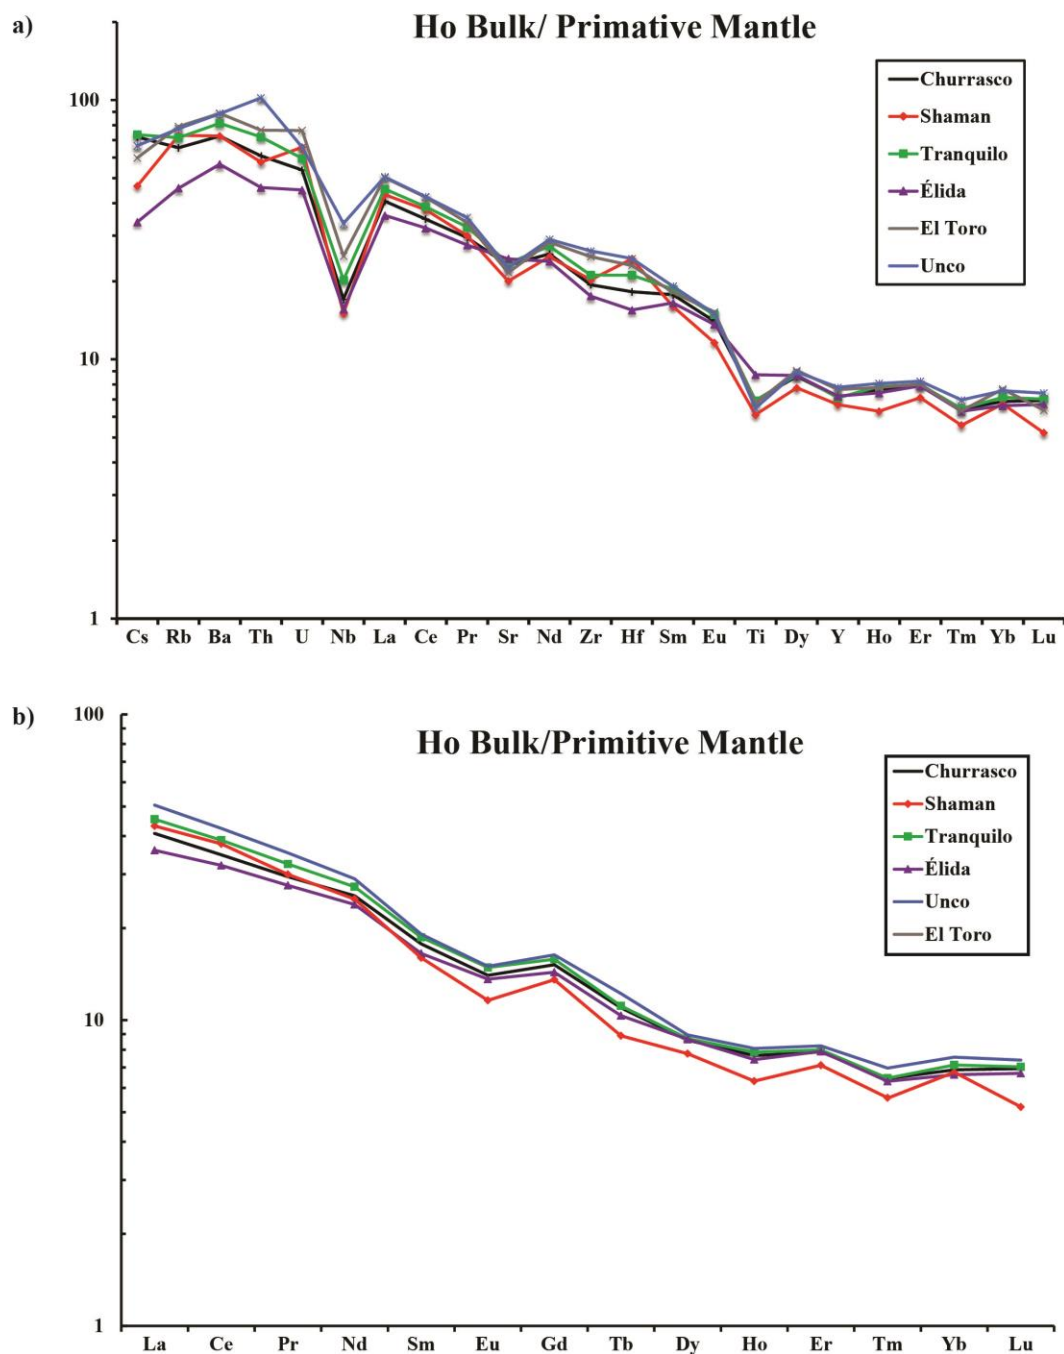 a)
Ho Bulk/ Primative Mantle
100
10
1
Churrasco
Shaman
Tranquilo
Élida
El Toro
Unco
Cs Rb Ba Th U Nb La Ce Pr Sr Nd Zr Hf Sm Eu Ti Dy Y Ho Er Tm Yb Lu
b)
Ho Bulk/Primitive Mantle
100
10
1
Churrasco
Shaman
Tranquilo
Élida
Unco
El Toro
La Ce Pr Nd Sm Eu Gd Tb Dy Ho Er Tm Yb Lu